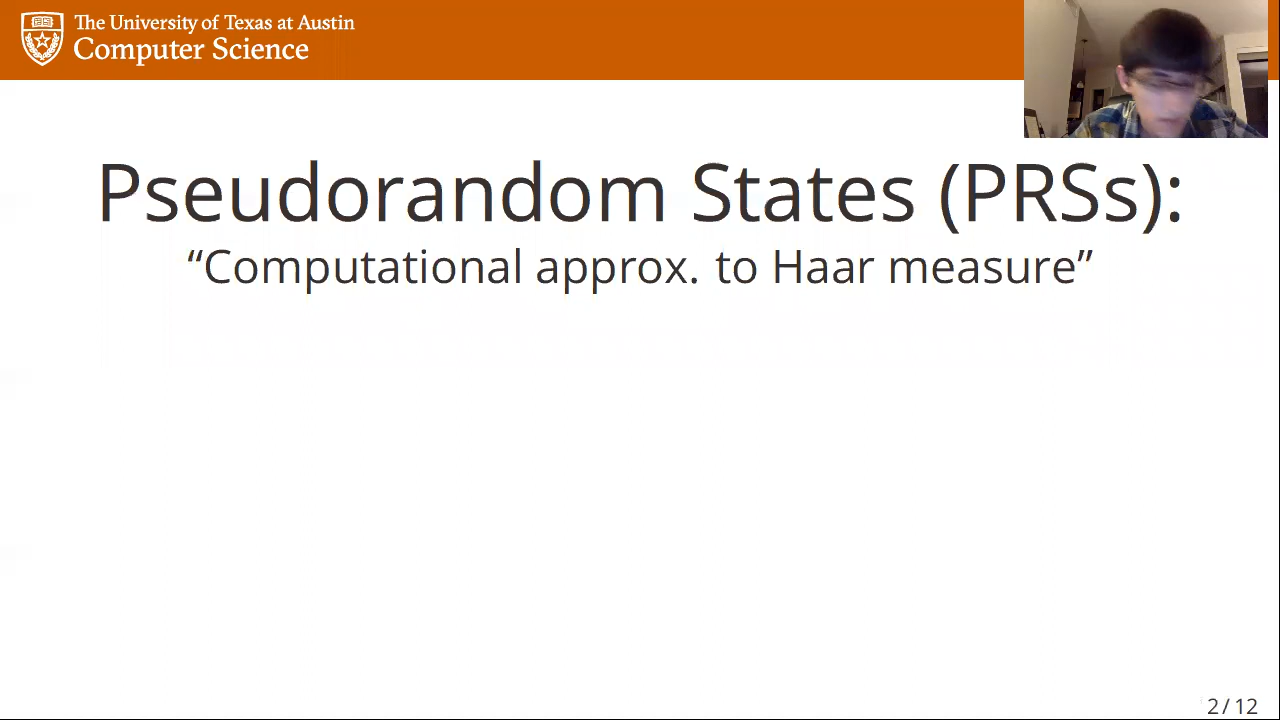 The University of Texas at Austin
Computer Science
Pseudorandom States (PRSs):
“Computational approx. to Haar measure”
2 / 12